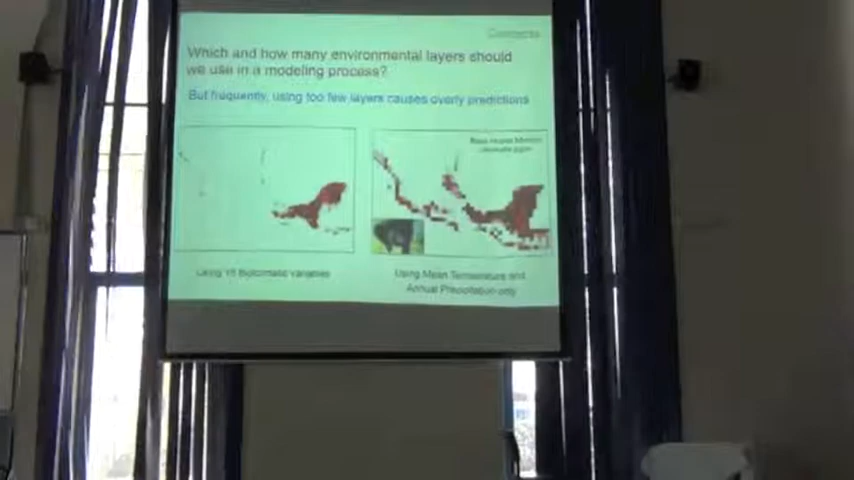 Which and how many environmental layers should
we use in a modeling process?
But frequently, using too few layers causes overly predictions
Using bioclimatic variables
Using Mean Temperature and
Annual Precipitation only